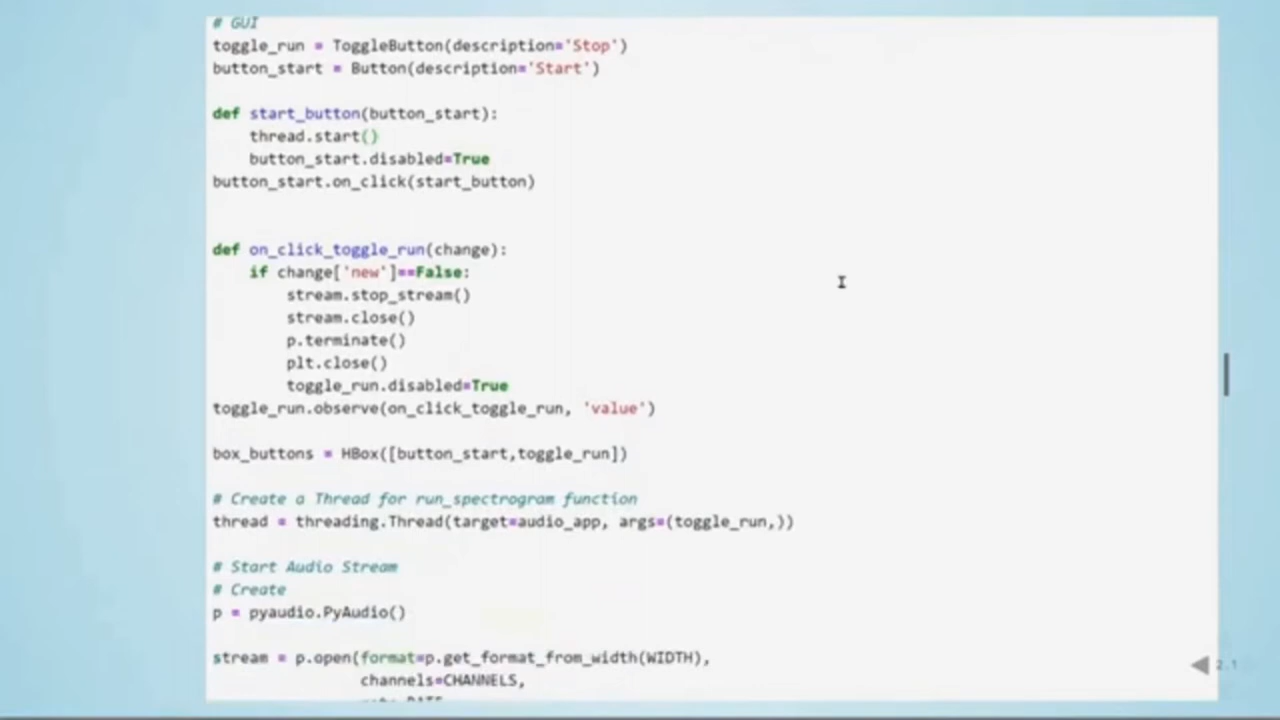 # GUI
toggle_run = ToggleButton(description='Stop')
button_start = Button(description='Start')
def start_button(button_start):
    thread.start()
    button_start.disabled=True
button_start.on_click(start_button)
def on_click_toggle_run(change):
    if change['new']==False:
        stream.stop_stream()
        stream.close()
        p.terminate()
        plt.close()
        toggle_run.disabled=True
toggle_run.observe(on_click_toggle_run, 'value')
box_buttons = HBox([button_start,toggle_run])
# Create a Thread for run_spectrogram function
thread = threading.Thread(target=audio_app, args=(toggle_run,))
# Start Audio Stream
# Create
p = pyaudio.PyAudio()
stream = p.open(format=p.get_format_from_width(WIDTH),
                channels=CHANNELS,
2.1